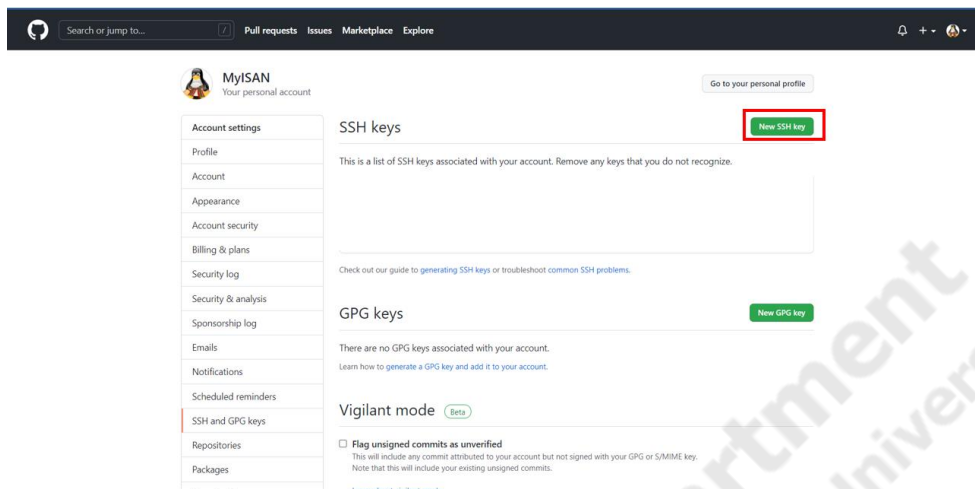 Search or jump to...
/
Pull requests Issues Marketplace Explore
MyISAN
Your personal account
Go to your personal profile
Account settings
Profile
Account
Appearance
Account security
Billing & plans
Security log
Security & analysis
Sponsorship log
Emails
Notifications
Scheduled reminders
SSH and GPG keys
Repositories
Packages
SSH keys
New SSH key
This is a list of SSH keys associated with your account. Remove any keys that you do not recognize.
Check out our guide to generating SSH keys or troubleshoot common SSH problems.
GPG keys
New GPG key
There are no GPG keys associated with your account.
Learn how to generate a GPG key and add it to your account.
Vigilant mode Beta
Flag unsigned commits as unverified
This will include any commit attributed to your account but not signed with your GPG or S/MIME key.
Note that this will include your existing unsigned commits.